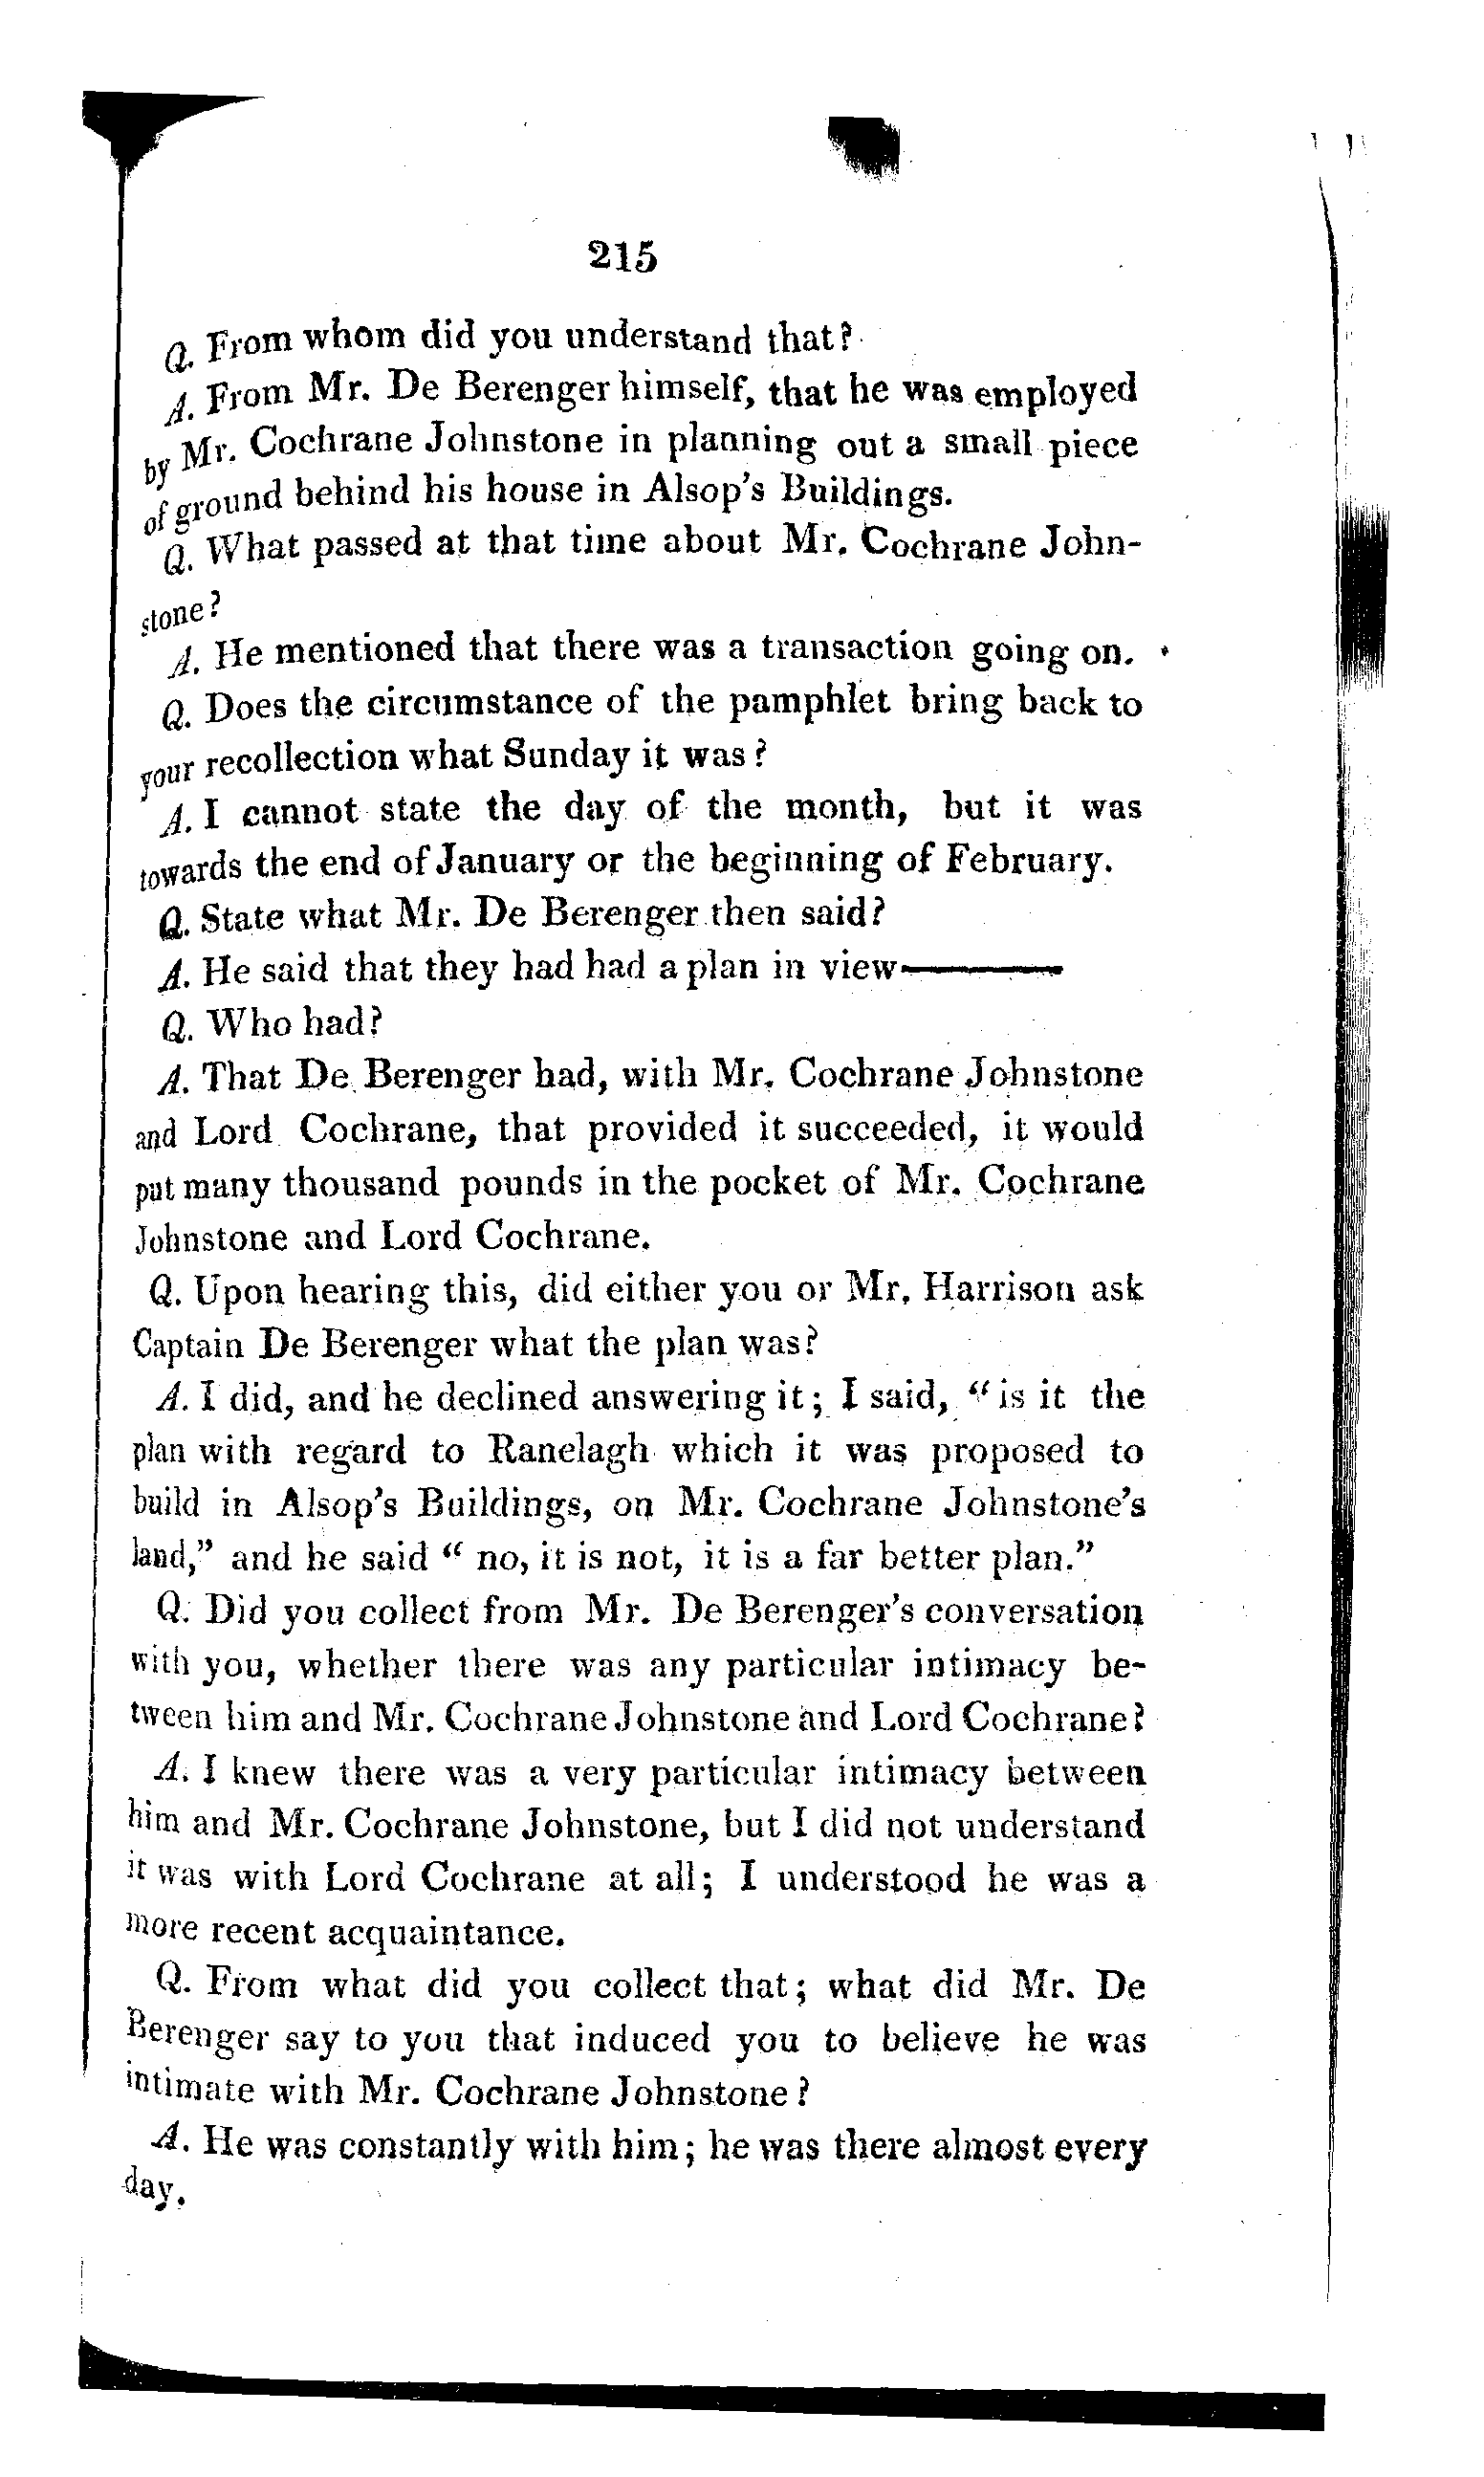 215
Q. From whom did you understand that?
A. From Mr. De Berenger himself, that he was employed
by Mr. Cochrane Johnstone in planning out a small piece
of ground behind his house in Alsop's Buildings.
Q. What passed at that time about Mr. Cochrane John-
stone?
A. He mentioned that there was a transaction going on.
Q. Does the circumstance of the pamphlet bring back to
your recollection what Sunday it was?
A. I cannot state the day of the month, but it was
towards the end of January or the beginning of February.
Q. State what Mr. De Berenger then said?
A. He said that they had had a plan in view———
Q. Who had?
A. That De Berenger had, with Mr. Cochrane Johnstone
and Lord Cochrane, that provided it succeeded, it would
put many thousand pounds in the pocket of Mr. Cochrane
Johnstone and Lord Cochrane.
Q. Upon hearing this, did either you or Mr. Harrison ask
Captain De Berenger what the plan was?
A. I did, and he declined answering it; I said, "is it the
plan with regard to Ranelagh which it was proposed to
build in Alsop's Buildings, on Mr. Cochrane Johnstone's
land," and he said "no, it is not, it is a far better plan."
Q. Did you collect from Mr. De Berenger's conversation
with you, whether there was any particular intimacy be-
tween him and Mr. Cochrane Johnstone and Lord Cochrane?
A. I knew there was a very particular intimacy between
him and Mr. Cochrane Johnstone, but I did not understand
it was with Lord Cochrane at all; I understood he was a
more recent acquaintance.
Q. From what did you collect that; what did Mr. De
Berenger say to you that induced you to believe he was
intimate with Mr. Cochrane Johnstone?
A. He was constantly with him; he was there almost every
day.